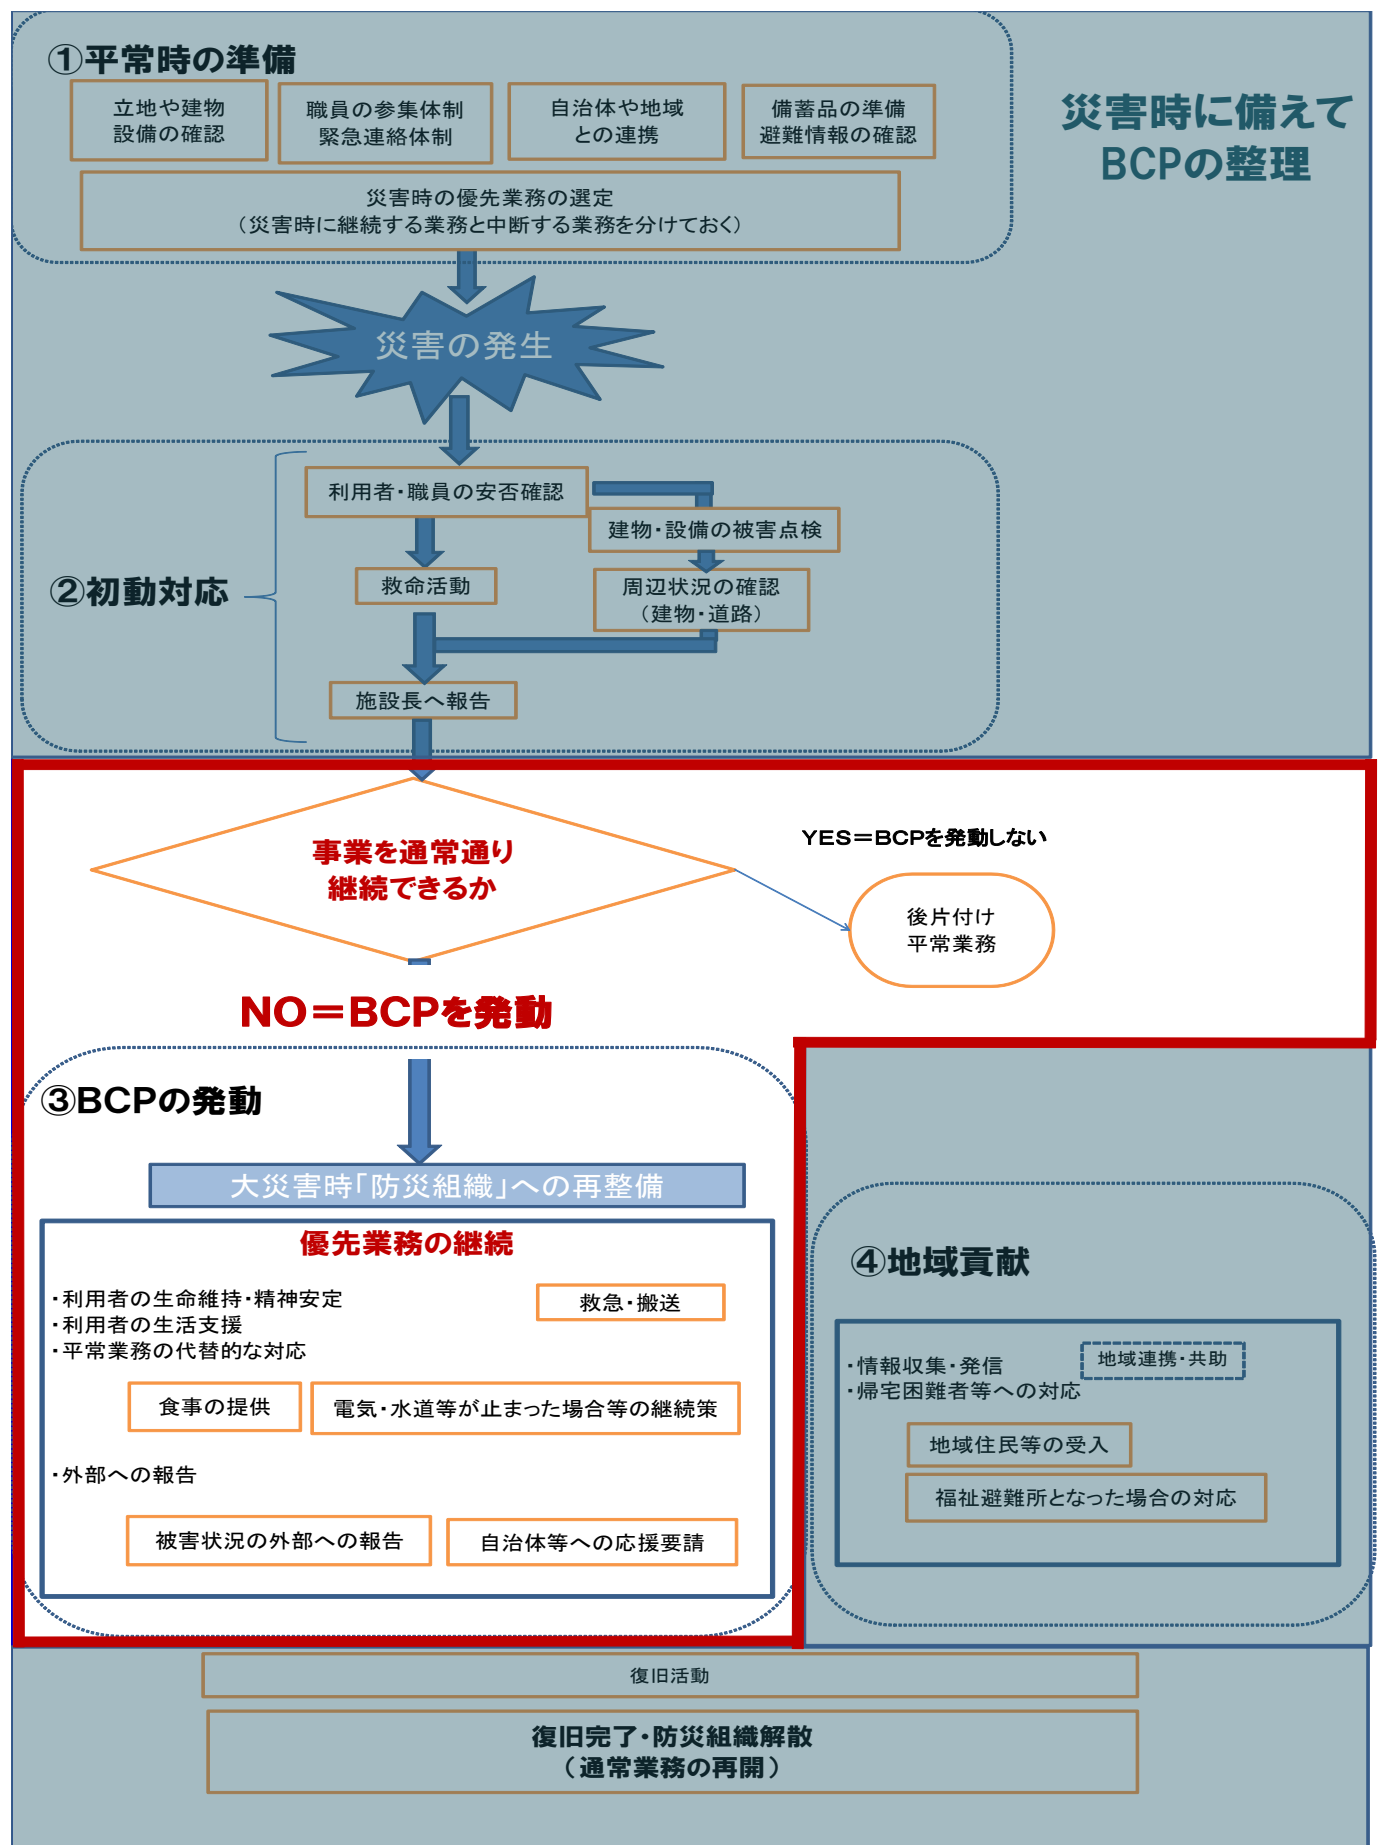 ①平常時の準備
災害時に備えて
BCPの整理
立地や建物
設備の確認
職員の参集体制
緊急連絡体制
自治体や地域
との連携
備蓄品の準備
避難情報の確認
災害時の優先業務の選定
（災害時に継続する業務と中断する業務を分けておく）
災害の発生
②初動対応
利用者・職員の安否確認
建物・設備の被害点検
救命活動
周辺状況の確認
（建物・道路）
施設長へ報告
事業を通常通り
継続できるか
YES＝BCPを発動しない
後片付け
平常業務
NO＝BCPを発動
③BCPの発動
大災害時「防災組織」への再整備
優先業務の継続
・利用者の生命維持・精神安定
・利用者の生活支援
・平常業務の代替的な対応
救急・搬送
食事の提供
電気・水道等が止まった場合等の継続策
・外部への報告
被害状況の外部への報告
自治体等への応援要請
④地域貢献
・情報収集・発信
・帰宅困難者等への対応
地域連携・共助
地域住民等の受入
福祉避難所となった場合の対応
復旧活動
復旧完了・防災組織解散
（通常業務の再開）